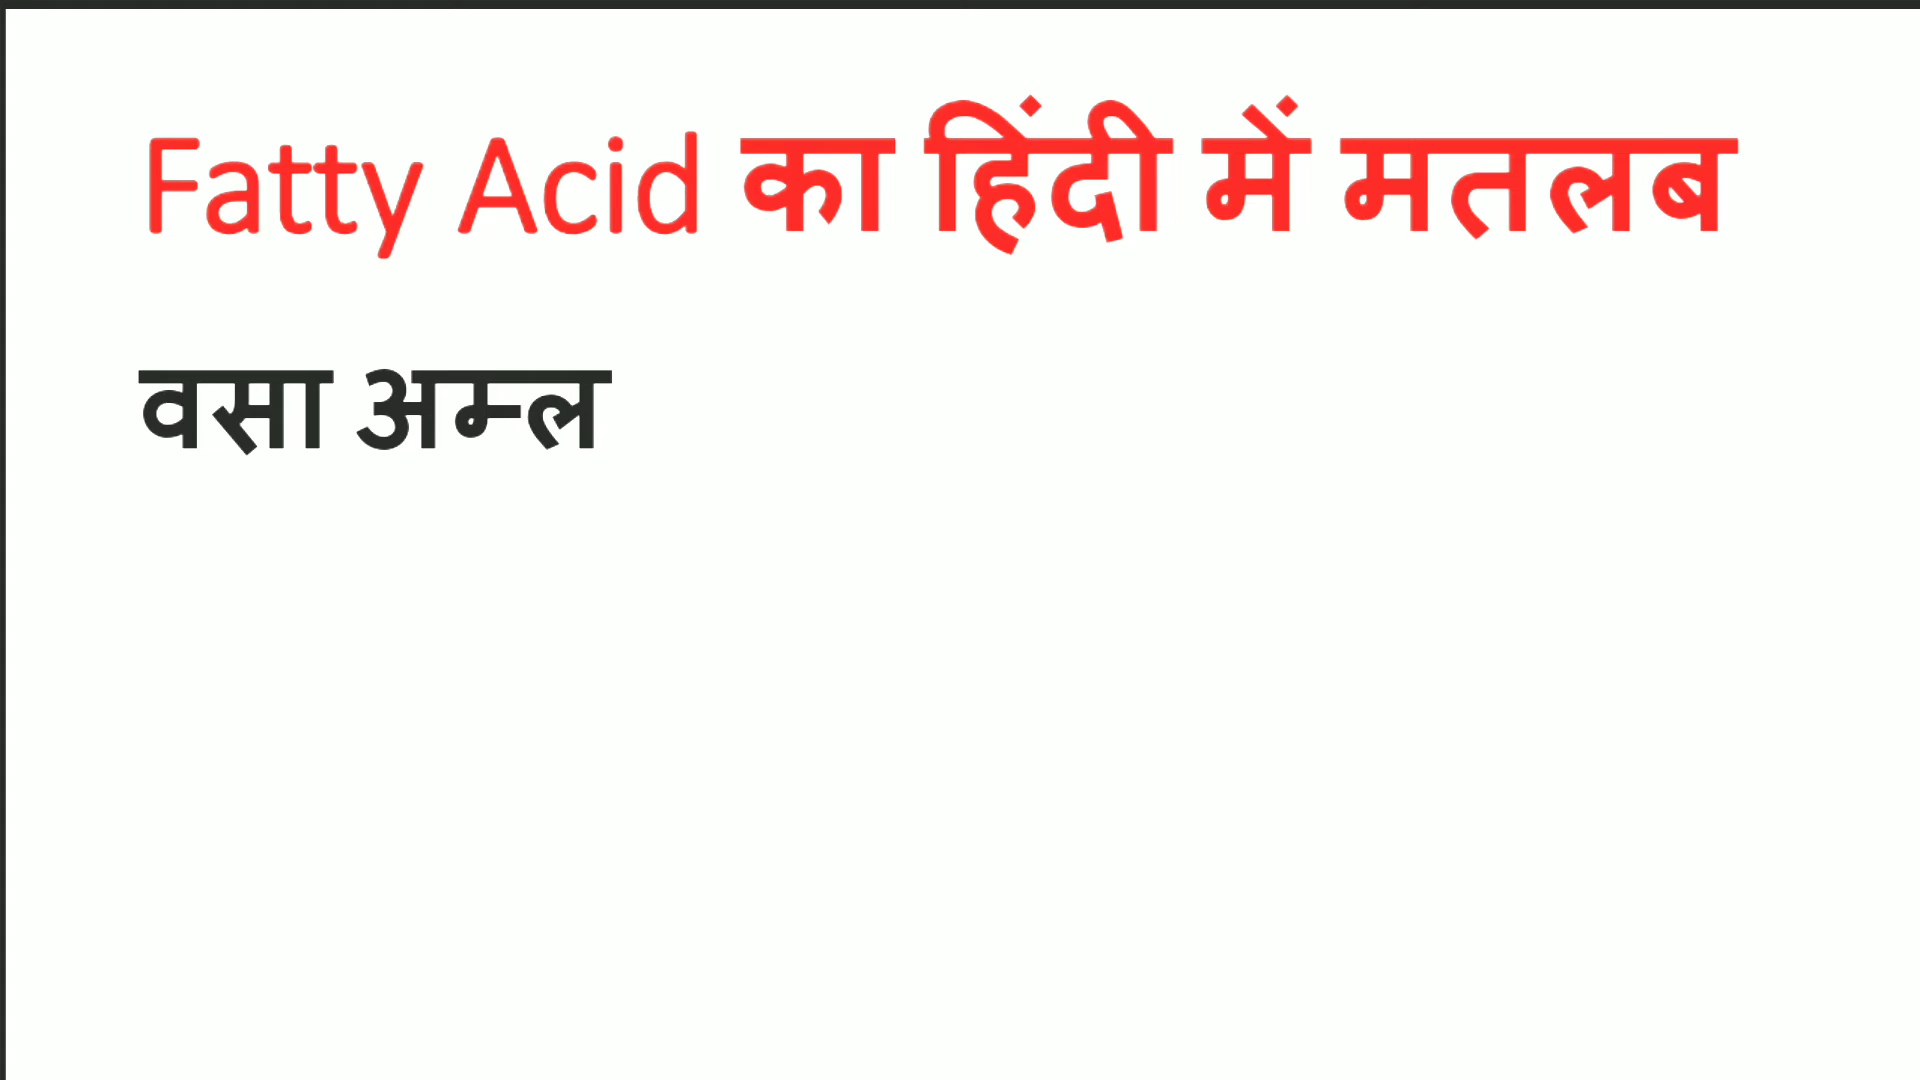 Fatty Acid का हिंदी में मतलब
वसा अम्ल